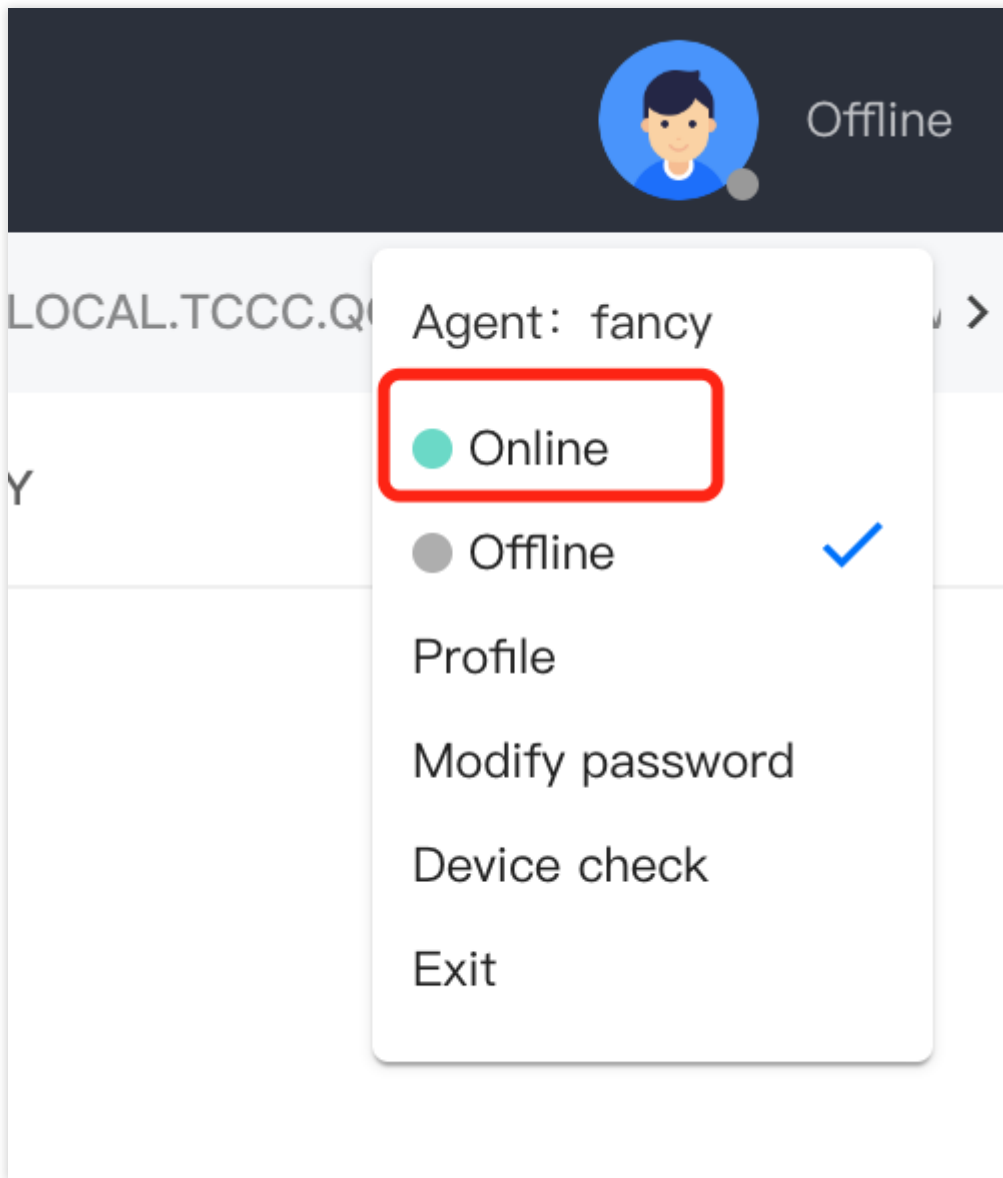 Offline
LOCAL.TCCC.Q
Agent： fancy
Online
Y
Offline
Profile
Modify password
Device check
Exit